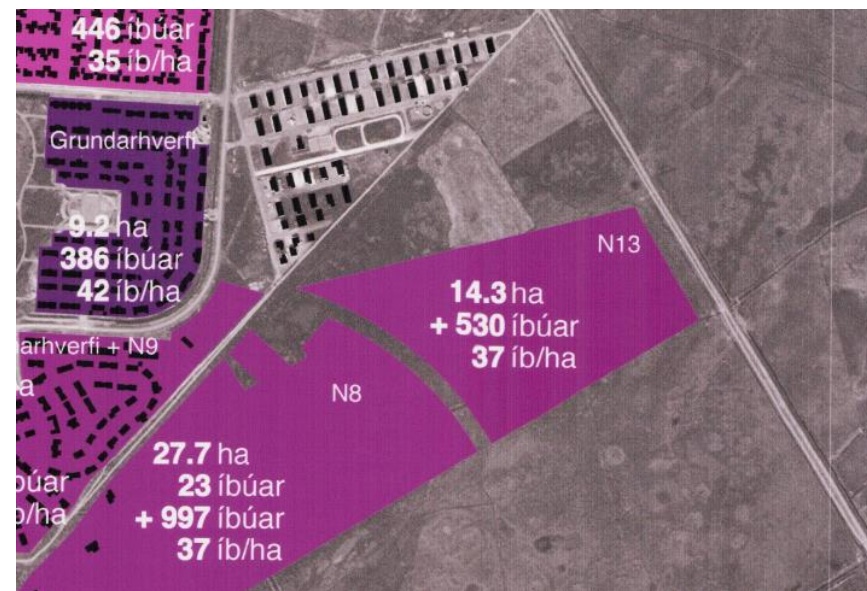 446 íbúar
35 íb/ha
Grundarhverfi
9.2 ha
386 íbúar
42 íb/ha
N13
14.3 ha
+ 530 íbúar
37 íb/ha
+ N9
N8
27.7 ha
23 íbúar
+ 997 íbúar
37 íb/ha